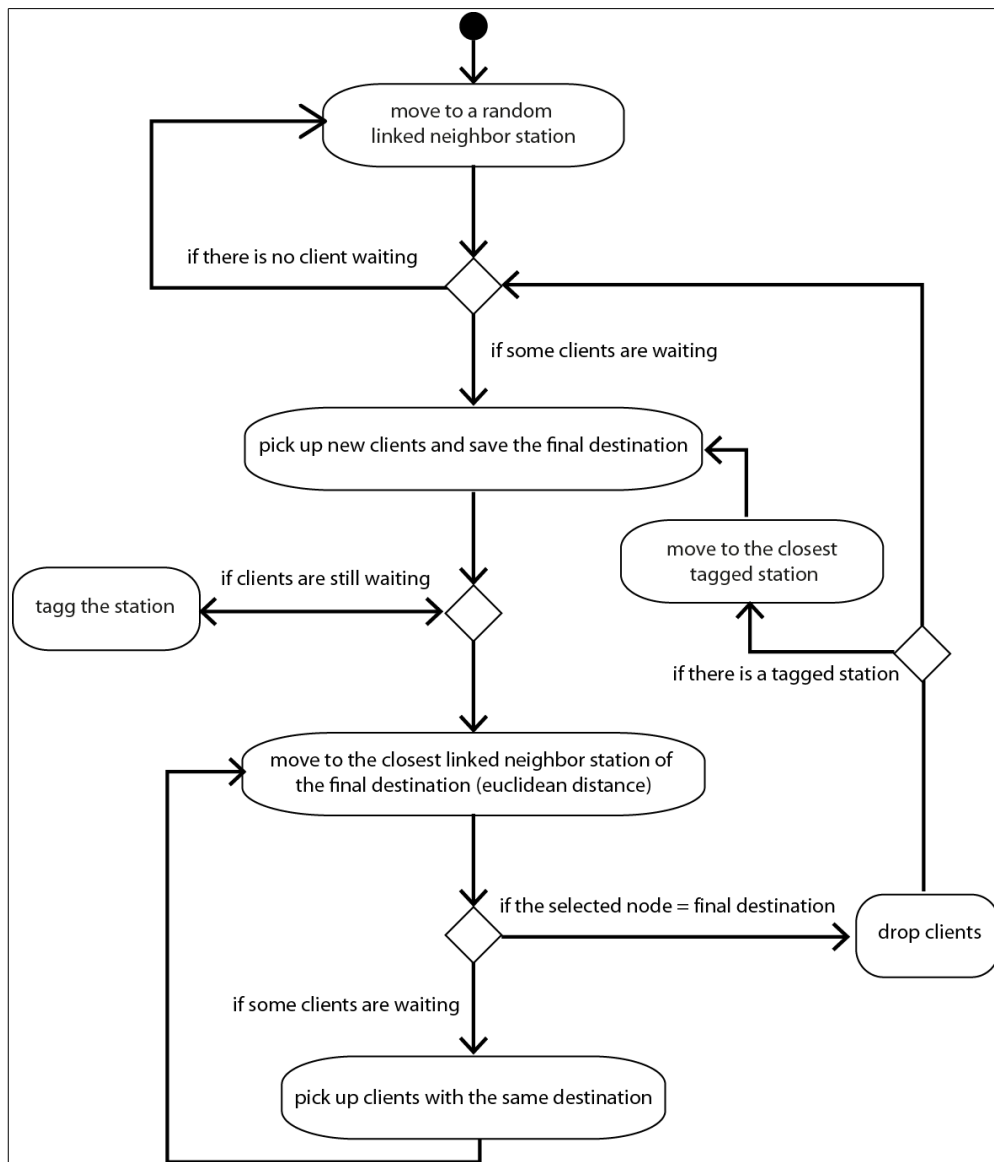 move to a random
linked neighbor station
if there is no client waiting
if some clients are waiting
pick up new clients and save the final destination
move to the closest
tagged station
if clients are still waiting
tagg the station
if there is a tagged station
move to the closest linked neighbor station of
the final destination (euclidean distance)
if the selected node = final destination
drop clients
if some clients are waiting
pick up clients with the same destination